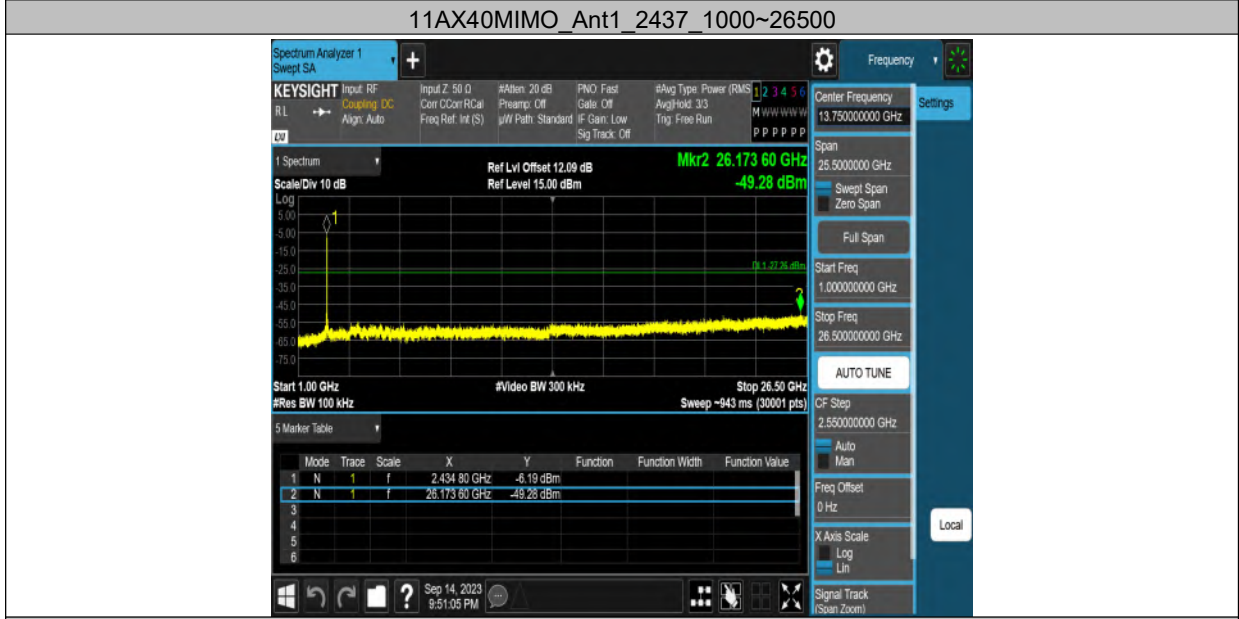 11AX40MIMO_Ant1_2437_1000~26500
Spectrum Analyzer 1
Swept SA
+
Frequency
KEYSIGHT
R L
LXI
Input: RF
Coupling: DC
Align: Auto
Input Z: 50 Ω
Corr CCorr RCal
Freq Ref: Int (S)
#Atten: 20 dB
Preamp: Off
µW Path: Standard
PNO: Fast
Gate: Off
IF Gain: Low
Sig Track: Off
#Avg Type: Power (RMS
Avg|Hold: 3/3
Trig: Free Run
1 2 3 4 5 6
M W W W W W
P P P P P P
Center Frequency
13.750000000 GHz
Settings
Span
25.5000000 GHz
Swept Span
Zero Span
Full Span
Start Freq
1.000000000 GHz
Stop Freq
26.500000000 GHz
AUTO TUNE
CF Step
2.550000000 GHz
Auto
Man
Freq Offset
0 Hz
X Axis Scale
Log
Lin
Signal Track
(Span Zoom)
Local
1 Spectrum
Scale/Div 10 dB
Ref Lvl Offset 12.09 dB
Ref Level 15.00 dBm
Mkr2 26.173 60 GHz
-49.28 dBm
Log
5.00
-5.00
-15.0
-25.0
-35.0
-45.0
-55.0
-65.0
-75.0
1
DL1 -27.26 dBm
2
Start 1.00 GHz
#Res BW 100 kHz
#Video BW 300 kHz
Stop 26.50 GHz
Sweep ~943 ms (30001 pts)
5 Marker Table
Mode Trace Scale X Y Function Function Width Function Value
1 N 1 f 2.434 80 GHz -6.19 dBm
2 N 1 f 26.173 60 GHz -49.28 dBm
3
4
5
6
?
Sep 14, 2023
9:51:05 PM